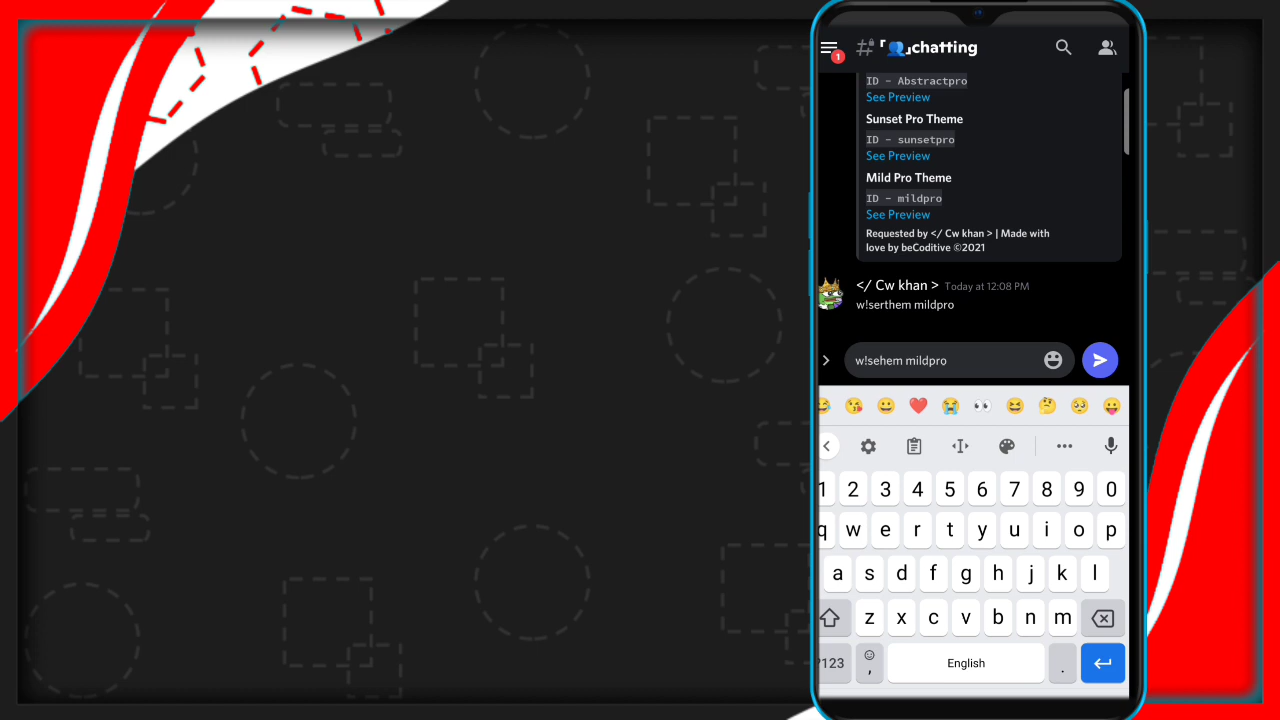 「👥」chatting
1
ID - Abstractpro
See Preview
Sunset Pro Theme
ID - sunsetpro
See Preview
Mild Pro Theme
ID - mildpro
See Preview
Requested by </ Cw khan > | Made with
love by beCoditive ©2021
</ Cw khan > Today at 12:08 PM
w!serthem mildpro
w!sehem mildpro
1 2 3 4 5 6 7 8 9 0
q w e r t y u i o p
a s d f g h j k l
z x c v b n m
?123 , English .